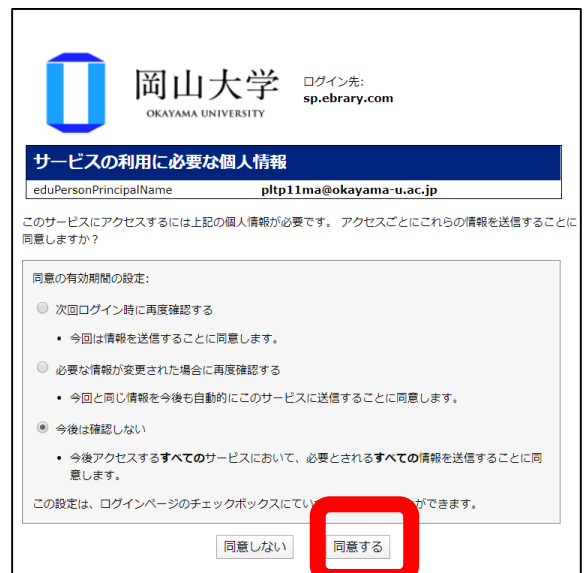 岡山大学
OKAYAMA UNIVERSITY
ログイン先:
sp.ebrary.com
サービスの利用に必要な個人情報
eduPersonPrincipalName pltp11ma@okayama-u.ac.jp
このサービスにアクセスするには上記の個人情報が必要です。 アクセスごとにこれらの情報を送信することに
同意しますか？
同意の有効期間の設定:
次回ログイン時に再度確認する
• 今回は情報を送信することに同意します。
必要な情報が変更された場合に再度確認する
• 今回と同じ情報を今後も自動的にこのサービスに送信することに同意します。
今後は確認しない
• 今後アクセスするすべてのサービスにおいて、必要とされるすべての情報を送信することに同
意します。
この設定は、ログインページのチェックボックスにてい ができます。
同意しない 同意する